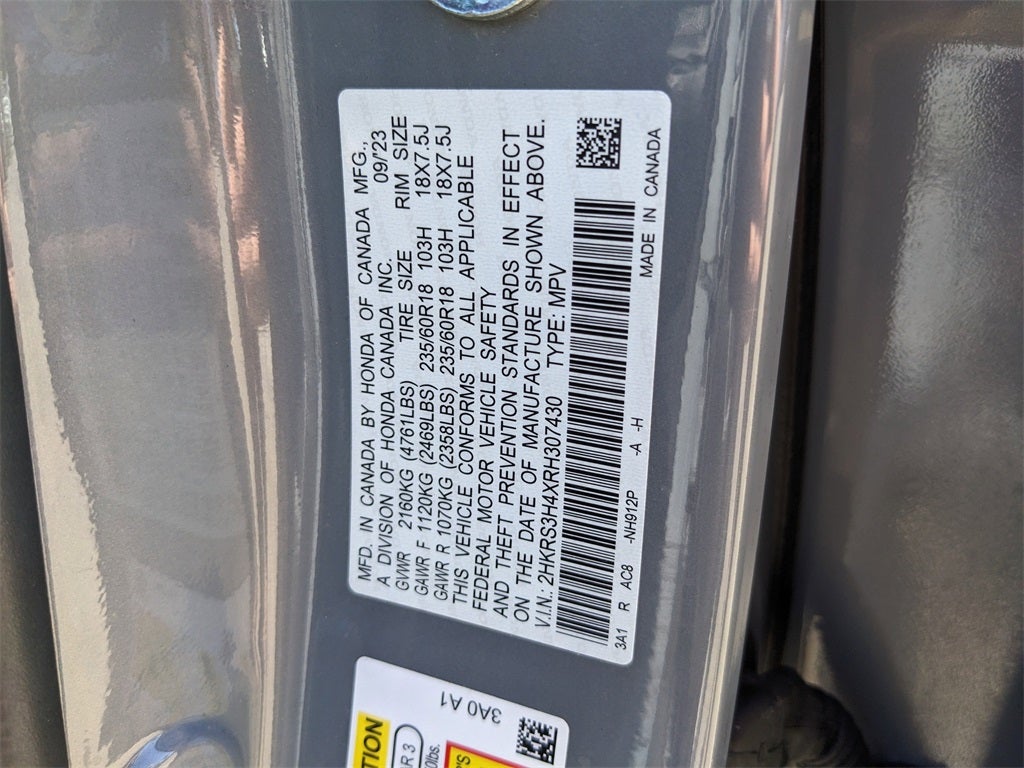 MFD. IN CANADA BY HONDA OF CANADA MFG.,
A DIVISION OF HONDA CANADA INC. 09/'23
GVWR 2160KG (4761LBS) TIRE SIZE RIM SIZE
GAWR F 1120KG (2469LBS) 235/60R18 103H 18X7.5J
GAWR R 1070KG (2358LBS) 235/60R18 103H 18X7.5J
THIS VEHICLE CONFORMS TO ALL APPLICABLE
FEDERAL MOTOR VEHICLE SAFETY
AND THEFT PREVENTION STANDARDS IN EFFECT
ON THE DATE OF MANUFACTURE SHOWN ABOVE.
V.I.N.: 2HKRS3H4XRH307430 TYPE: MPV
3A1 R AC8 -NH912P -A -H MADE IN CANADA
3A0 A1